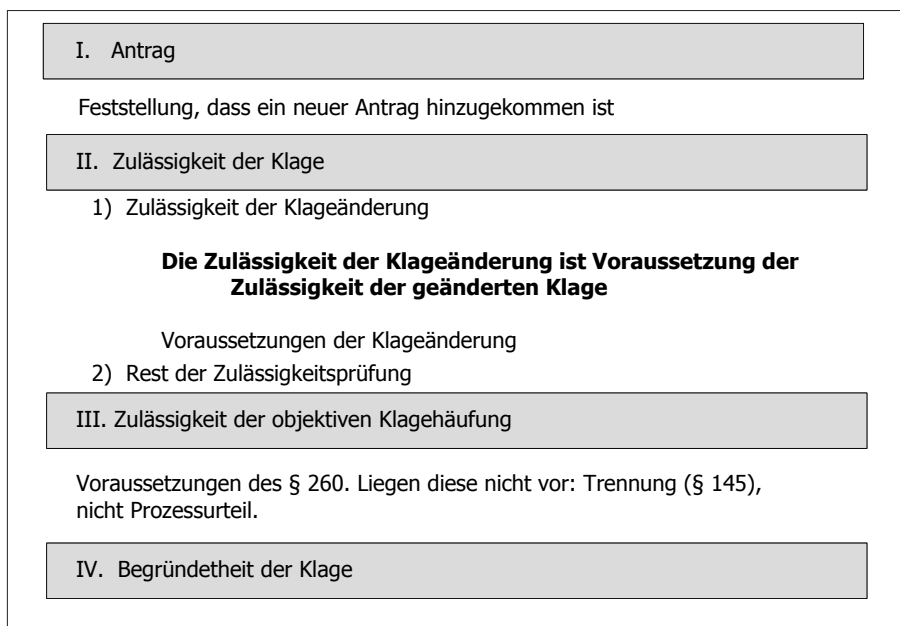 I. Antrag
Feststellung, dass ein neuer Antrag hinzugekommen ist
II. Zulässigkeit der Klage
1) Zulässigkeit der Klageänderung
Die Zulässigkeit der Klageänderung ist Voraussetzung der
Zulässigkeit der geänderten Klage
Voraussetzungen der Klageänderung
2) Rest der Zulässigkeitsprüfung
III. Zulässigkeit der objektiven Klagehäufung
Voraussetzungen des § 260. Liegen diese nicht vor: Trennung (§ 145),
nicht Prozessurteil.
IV. Begründetheit der Klage